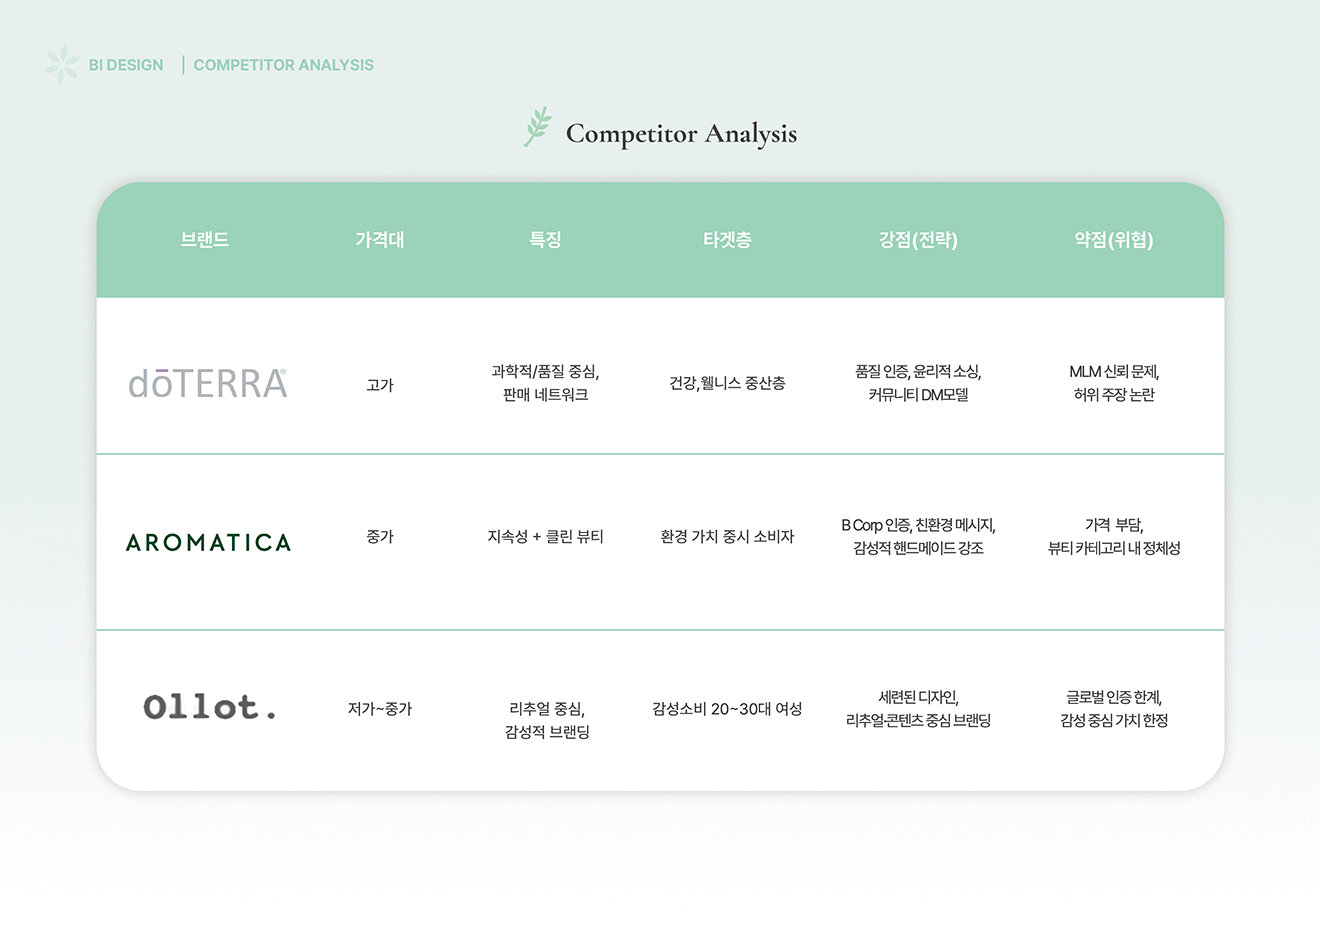 BI DESIGN | COMPETITOR ANALYSIS
Competitor Analysis
브랜드 가격대 특징 타겟층 강점(전략) 약점(위협)
dōTERRA®
고가
과학적/품질 중심,
판매 네트워크
건강,웰니스 중산층
품질 인증, 윤리적 소싱,
커뮤니티 DM모델
MLM 신뢰 문제,
허위 주장 논란
AROMATICA
중가
지속성 + 클린 뷰티
환경 가치 중시 소비자
B Corp 인증, 친환경 메시지,
감성적 핸드메이드 강조
가격 부담,
뷰티 카테고리 내 정체성
Ollot.
저가~중가
리추얼 중심,
감성적 브랜딩
감성소비 20~30대 여성
세련된 디자인,
리추얼·콘텐츠 중심 브랜딩
글로벌 인증 한계,
감성 중심 가치 한정